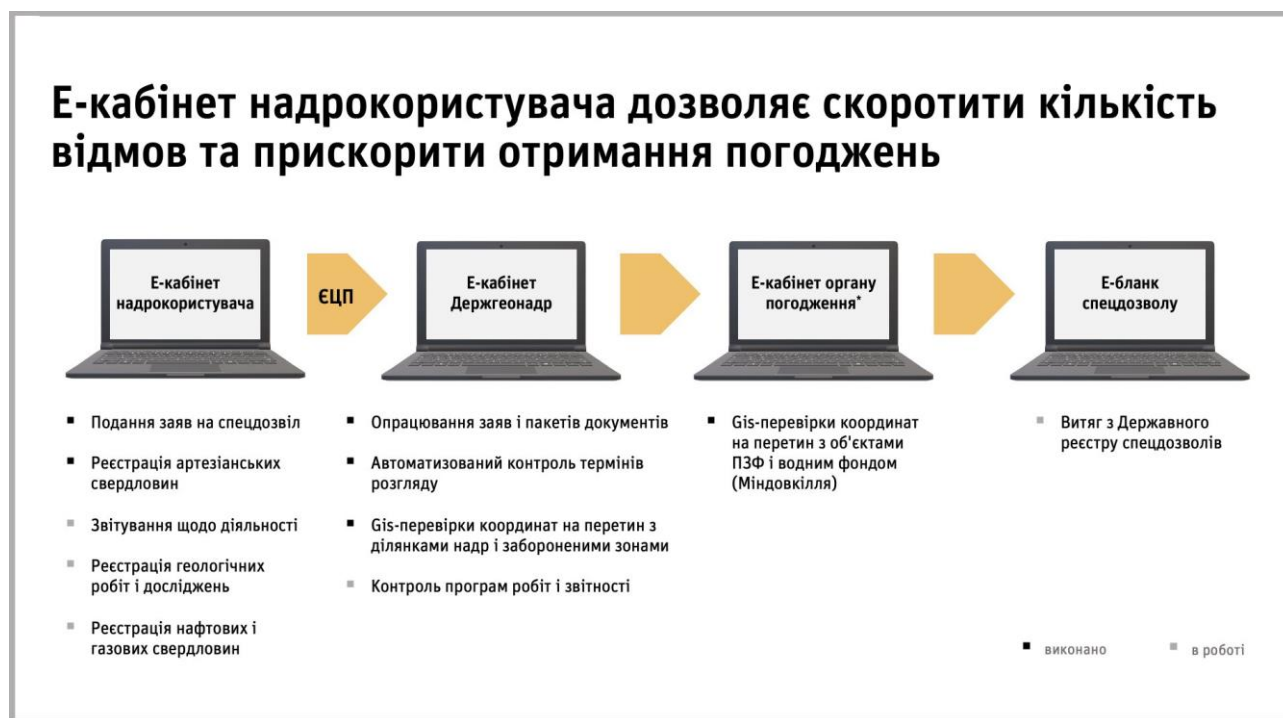 Е-кабінет надрокористувача дозволяє скоротити кількість
відмов та прискорити отримання погоджень
Е-кабінет
надрокористувача
ЄЦП
Е-кабінет
Держгеонадр
Е-кабінет органу
погодження*
Е-бланк
спецдозволу
▪ Подання заяв на спецдозвіл
▪ Реєстрація артезіанських
свердловин
▪ Звітування щодо діяльності
▪ Реєстрація геологічних
робіт і досліджень
▪ Реєстрація нафтових і
газових свердловин
▪ Опрацювання заяв і пакетів документів
▪ Автоматизований контроль термінів
розгляду
▪ Gis-перевірки координат на перетин з
ділянками надр і забороненими зонами
▪ Контроль програм робіт і звітності
▪ Gis-перевірки координат
на перетин з об'єктами
ПЗФ і водним фондом
(Міндовкілля)
▪ Витяг з Державного
реєстру спецдозволів
▪ виконано
▪ в роботі